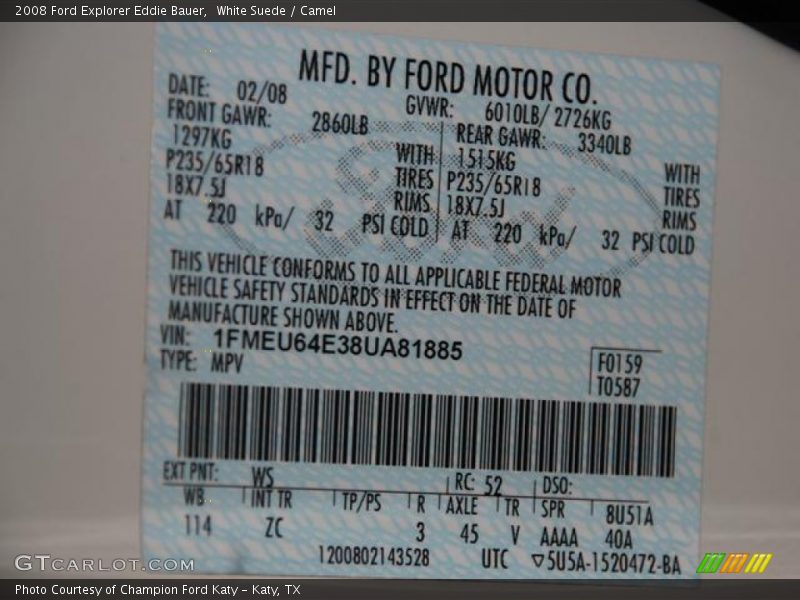 2008 Ford Explorer Eddie Bauer,  White Suede / Camel
MFD. BY FORD MOTOR CO.
DATE: 02/08 GVWR: 6010LB/ 2726KG
FRONT GAWR: 2860LB REAR GAWR: 3340LB
1297KG WITH 1515KG WITH
P235/65R18 TIRES P235/65R18 TIRES
18X7.5J RIMS 18X7.5J RIMS
AT 220 kPa/ 32 PSI COLD AT 220 kPa/ 32 PSI COLD
Ford
THIS VEHICLE CONFORMS TO ALL APPLICABLE FEDERAL MOTOR
VEHICLE SAFETY STANDARDS IN EFFECT ON THE DATE OF
MANUFACTURE SHOWN ABOVE.
VIN: 1FMEU64E38UA81885
TYPE: MPV
F0159
T0587
EXT PNT: WS RC: 52 DSO:
WB INT TR TP/PS R AXLE TR SPR 8U51A
114 ZC 3 45 V AAAA 40A
1200802143528 UTC ▽5U5A-1520472-BA
GTCARLOT.COM
Photo Courtesy of Champion Ford Katy – Katy, TX